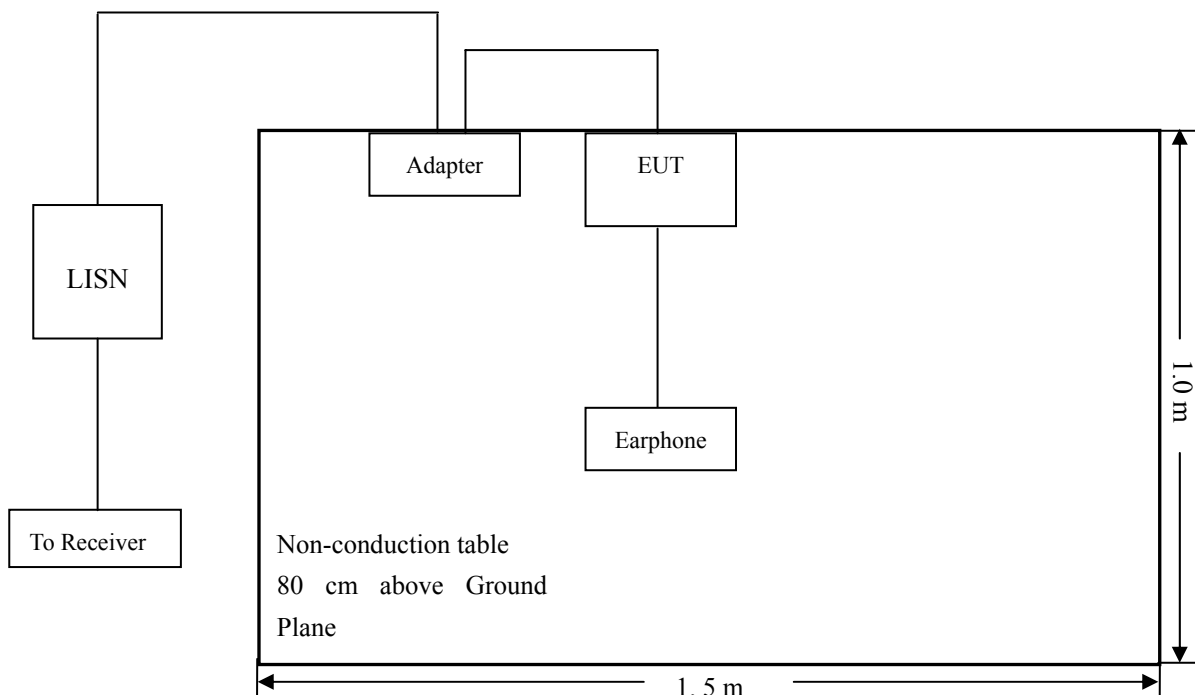 Adapter
EUT
LISN
Earphone
To Receiver
Non-conduction table
80 cm above Ground
Plane
1.0 m
1. 5 m